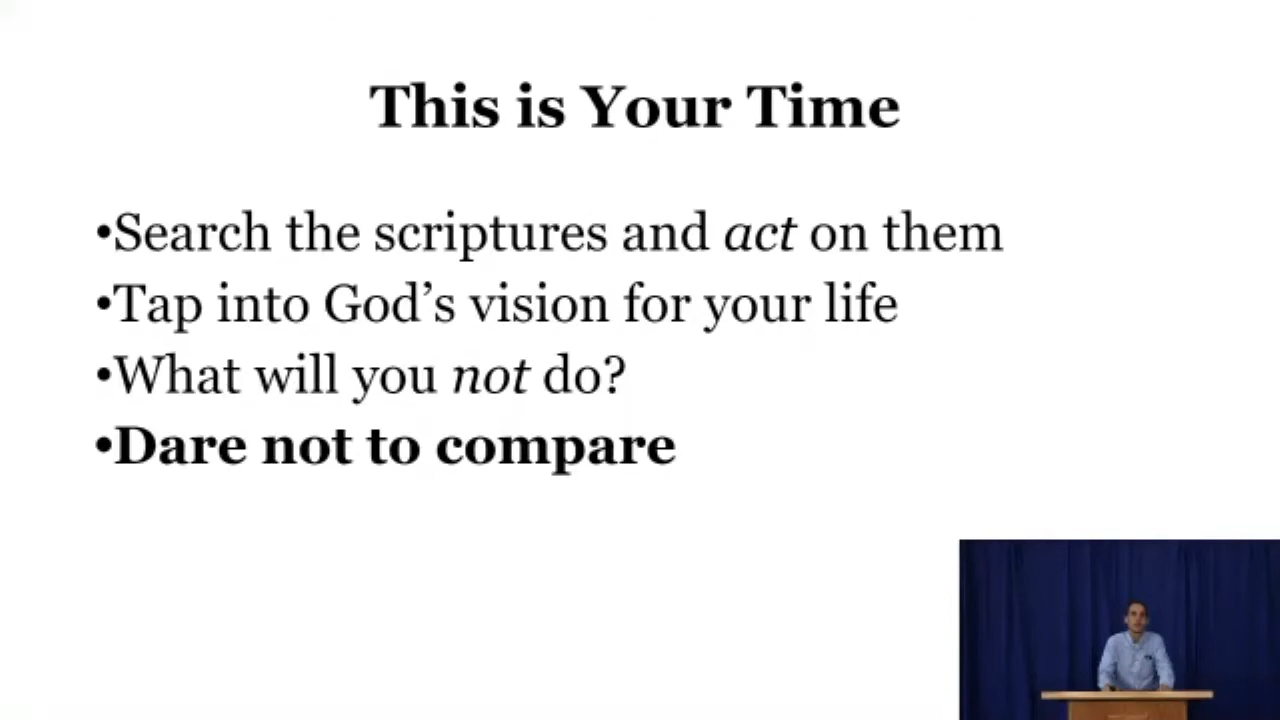 This is Your Time
•Search the scriptures and act on them
•Tap into God’s vision for your life
•What will you not do?
•Dare not to compare